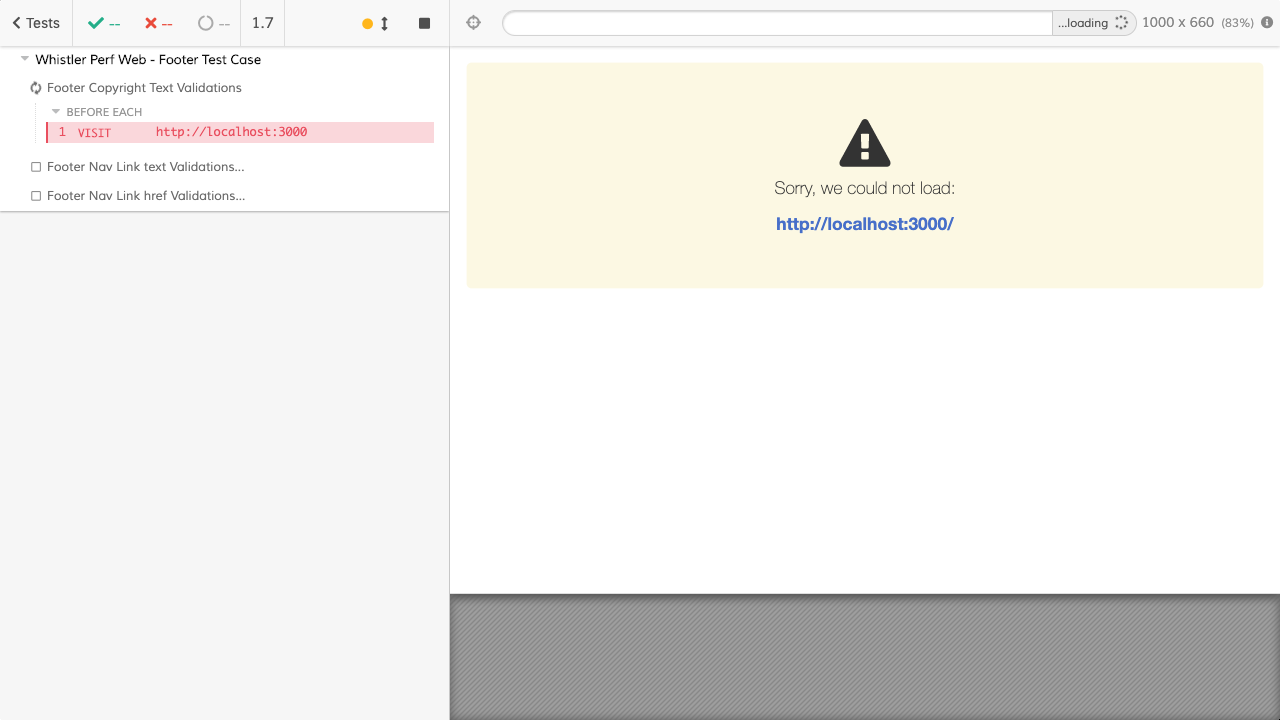 Tests -- -- -- 1.7
...loading 1000 x 660 (83%)
Whistler Perf Web - Footer Test Case
Footer Copyright Text Validations
BEFORE EACH
1 VISIT http://localhost:3000
Footer Nav Link text Validations...
Footer Nav Link href Validations...
Sorry, we could not load:
http://localhost:3000/